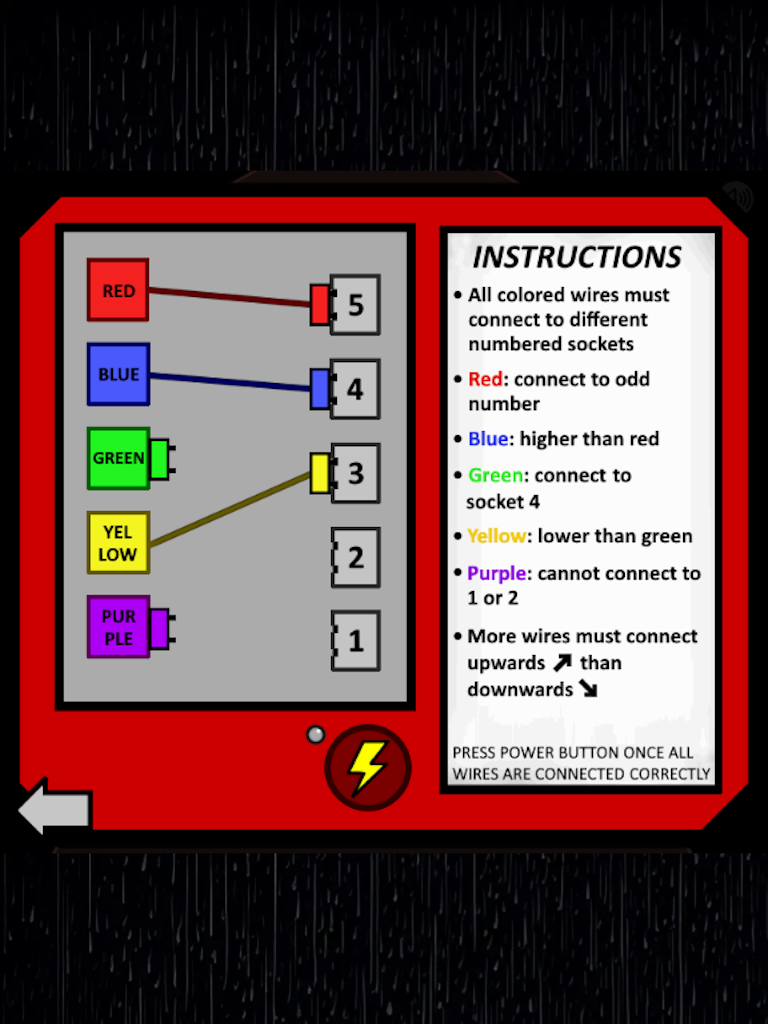 RED
5
BLUE
4
GREEN
3
YEL
LOW
2
PUR
PLE
1
INSTRUCTIONS
• All colored wires must
connect to different
numbered sockets
• Red: connect to odd
number
• Blue: higher than red
• Green: connect to
socket 4
• Yellow: lower than green
• Purple: cannot connect to
1 or 2
• More wires must connect
upwards ↗ than
downwards ↘
PRESS POWER BUTTON ONCE ALL
WIRES ARE CONNECTED CORRECTLY